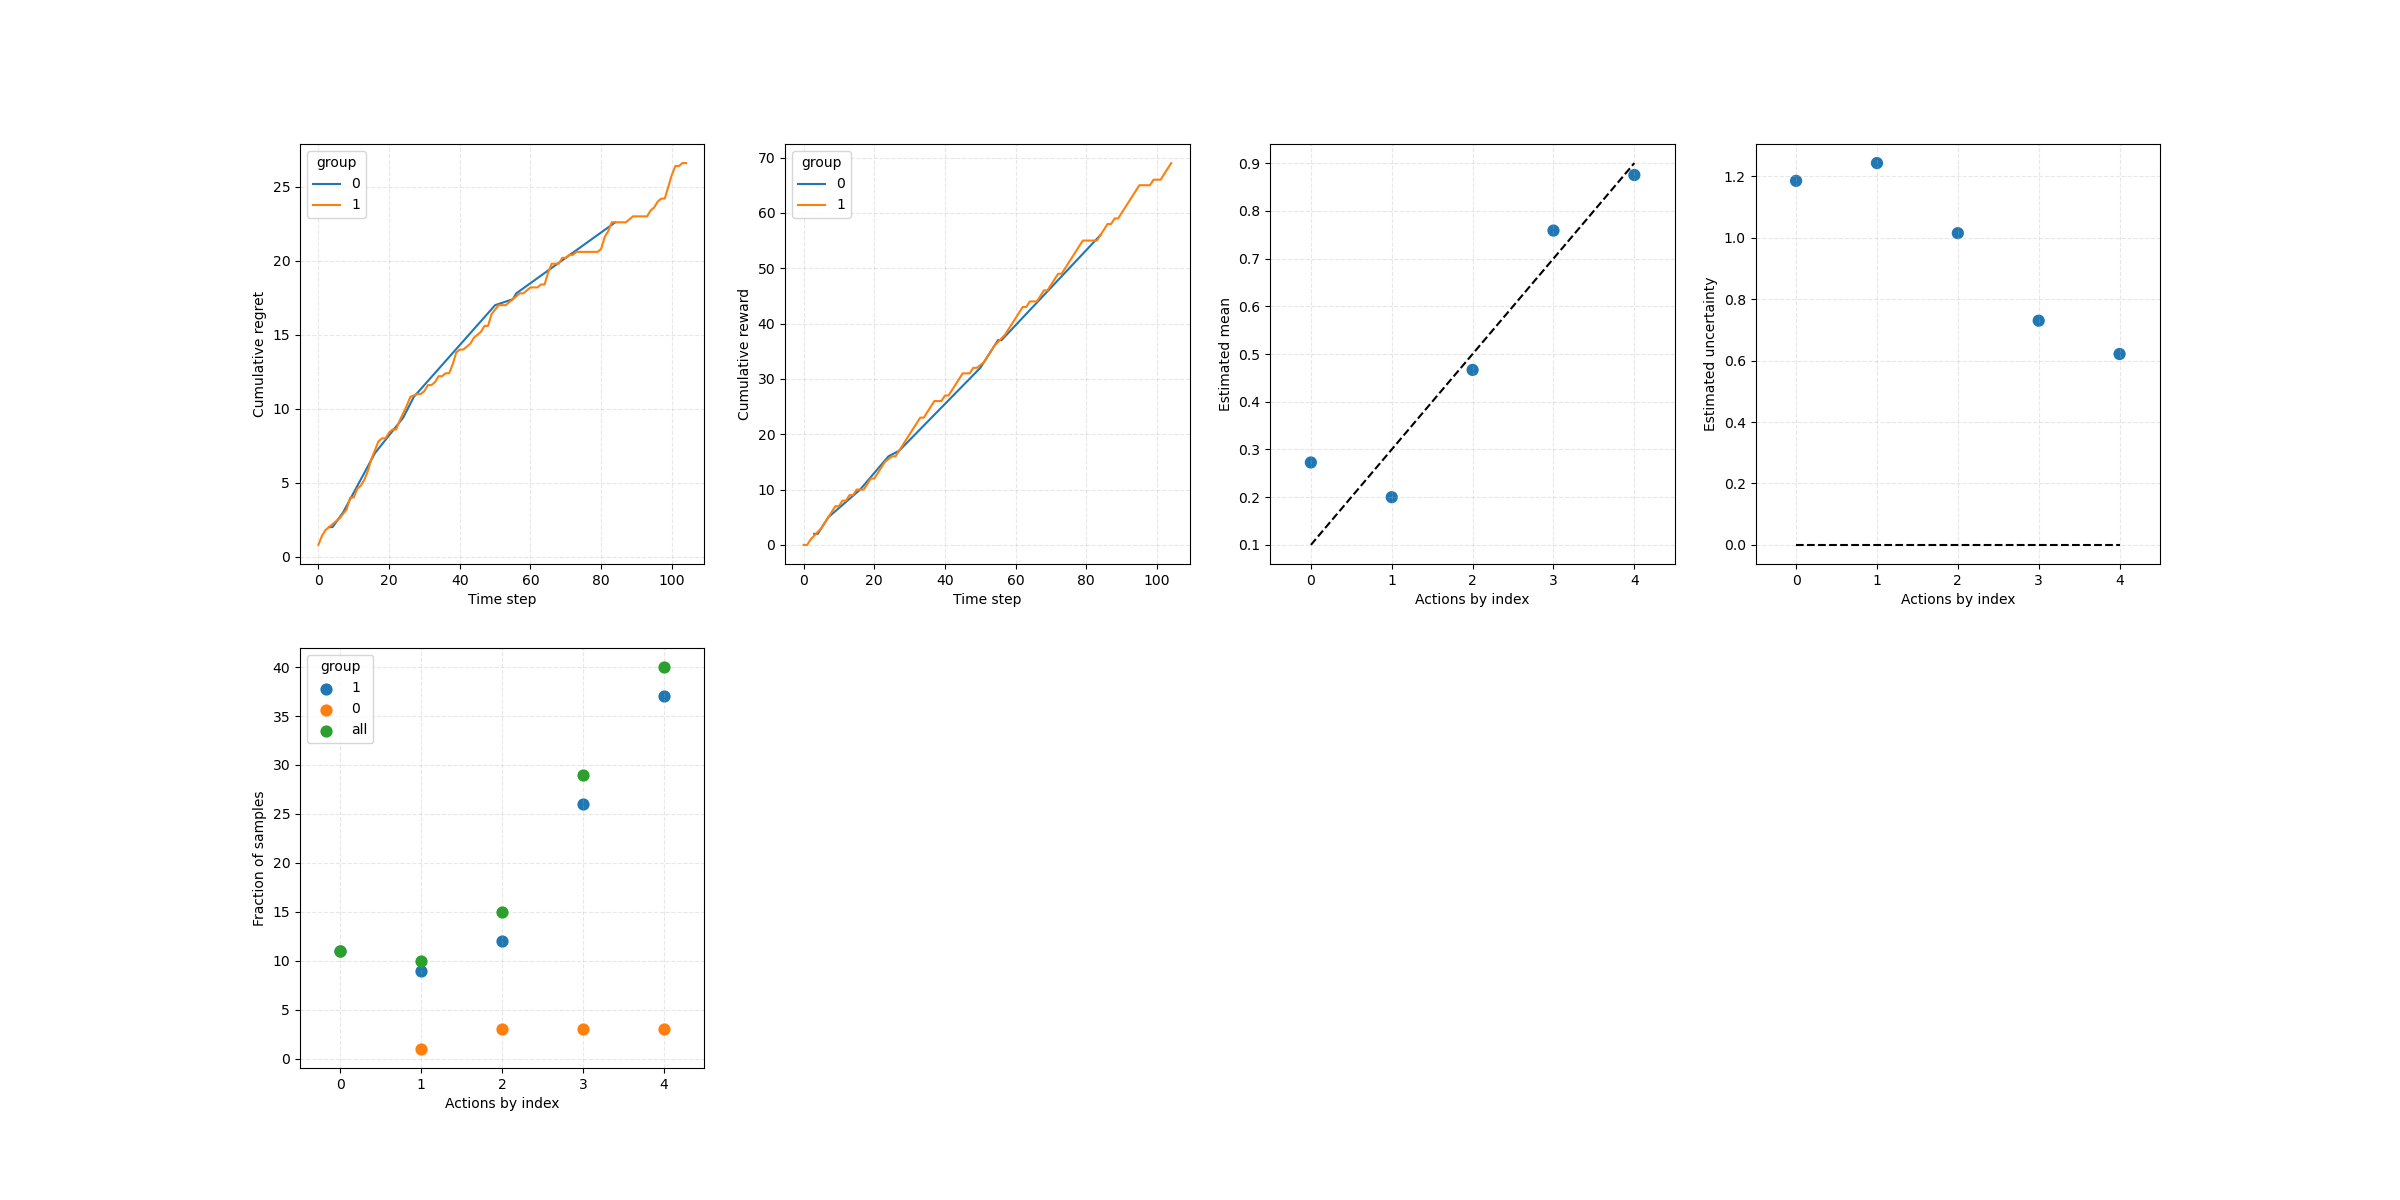 group
0
1
25
20
15
10
5
0
Cumulative regret
0 20 40 60 80 100
Time step
group
0
1
70
60
50
40
30
20
10
0
Cumulative reward
0 20 40 60 80 100
Time step
0.9
0.8
0.7
0.6
0.5
0.4
0.3
0.2
0.1
Estimated mean
0 1 2 3 4
Actions by index
1.2
1.0
0.8
0.6
0.4
0.2
0.0
Estimated uncertainty
0 1 2 3 4
Actions by index
group
1
0
all
40
35
30
25
20
15
10
5
0
Fraction of samples
0 1 2 3 4
Actions by index